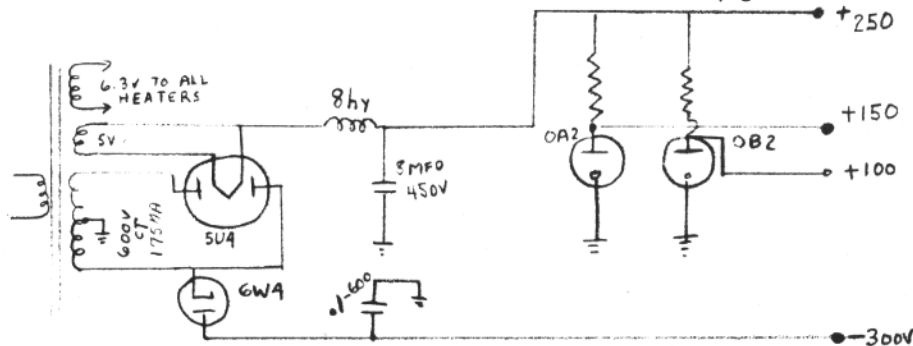 +250
6.3V TO ALL
HEATERS
8hy
+150
5V
OA2
OB2
8MFD
450V
+100
600V
CT
175MA
5U4
6W4
.1-600
-300V